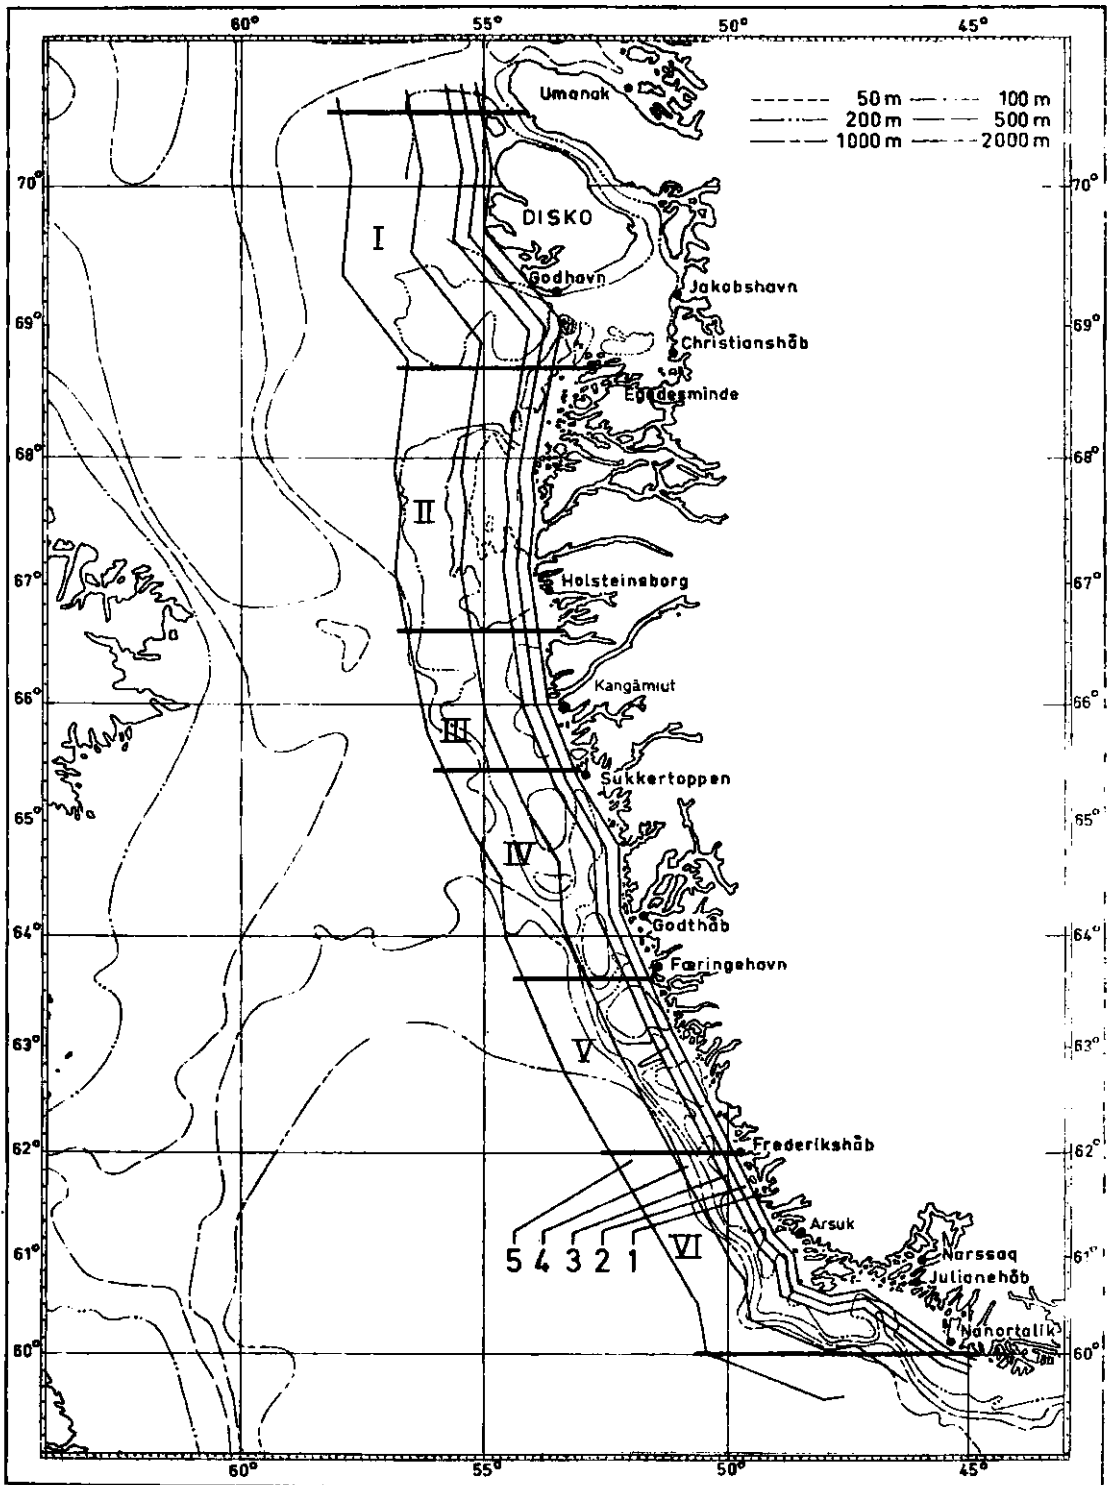 60° 55° 50° 45°
Umanak
50 m 100 m
200 m 500 m
1000 m 2000 m
70° 70°
DISKO
I
Godhavn
Jakobshavn
69° 69°
Christianshåb
Egedesminde
68° 68°
II
67° 67°
Holsteinsborg
Kangâmiut
66° 66°
III
Sukkertoppen
65° 65°
IV
Godthåb
64° 64°
Færingehavn
63° 63°
V
62° 62°
Frederikshåb
Arsuk
5 4 3 2 1
VI
61° 61°
Narssaq
Julianehåb
Nanortalik
60° 60°
60° 55° 50° 45°